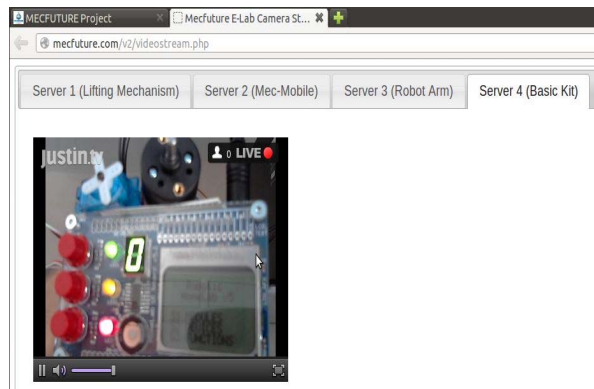 MECFUTURE Project
Mecfuture E-Lab Camera St...
mecfuture.com/v2/videostream.php
Server 1 (Lifting Mechanism)
Server 2 (Mec-Mobile)
Server 3 (Robot Arm)
Server 4 (Basic Kit)
Justin.tv
0 LIVE
0
FUNCTIONS